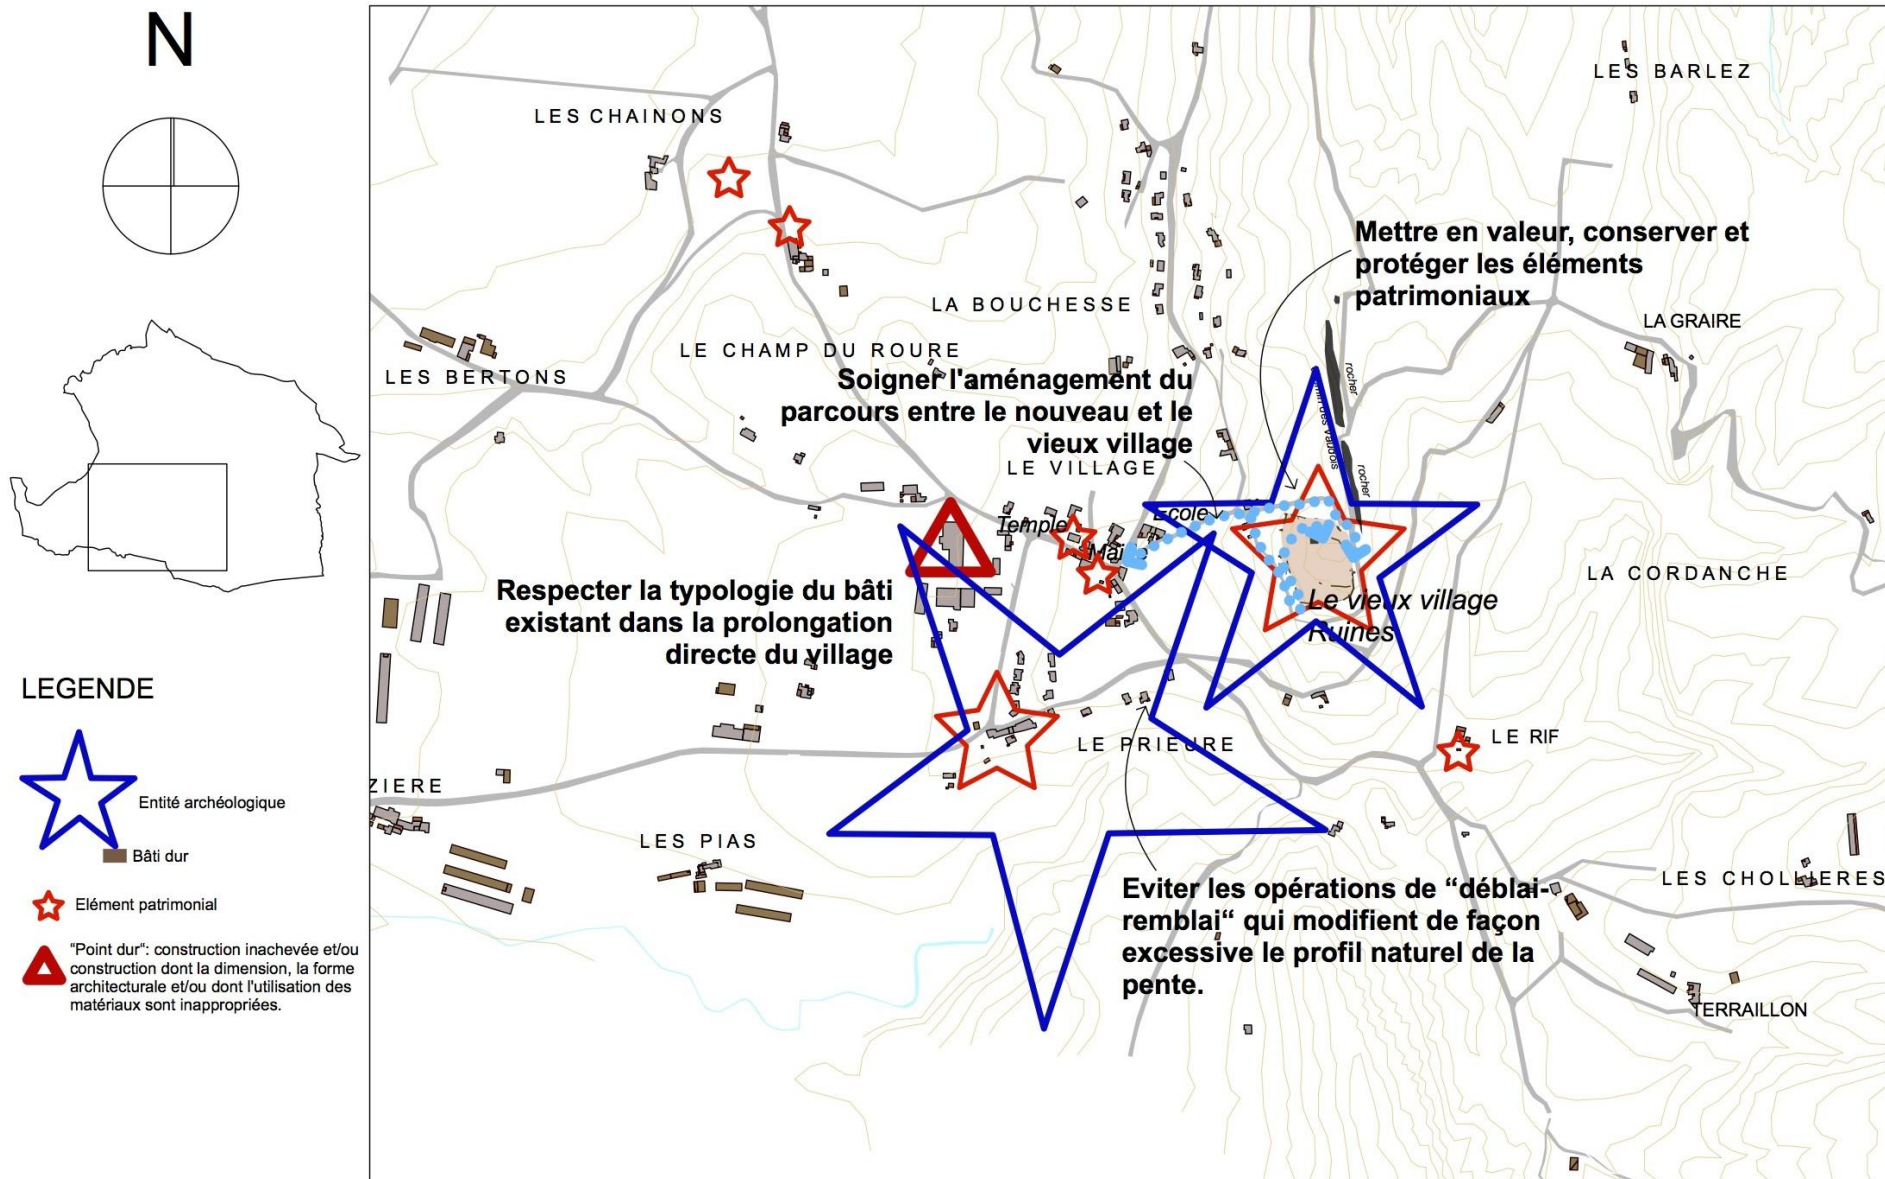 N
LES BARLEZ
LES CHAINONS
Mettre en valeur, conserver et
protéger les éléments
patrimoniaux
LA BOUCHESSE
LA GRAIRE
LE CHAMP DU ROURE
LES BERTONS
Soigner l'aménagement du
parcours entre le nouveau et le
vieux village
LE VILLAGE
rocher
rocher
Temple
Ecole
Mairie
LA CORDANCHE
Respecter la typologie du bâti
existant dans la prolongation
directe du village
Le vieux village
Ruines
LE PRIEURE
LE RIF
ZIERE
LES PIAS
Eviter les opérations de “déblai-
remblai“ qui modifient de façon
excessive le profil naturel de la
pente.
LES CHOLLIERES
TERRAILLON
LEGENDE
Entité archéologique
Bâti dur
Elément patrimonial
"Point dur": construction inachevée et/ou
construction dont la dimension, la forme
architecturale et/ou dont l'utilisation des
matériaux sont inappropriées.